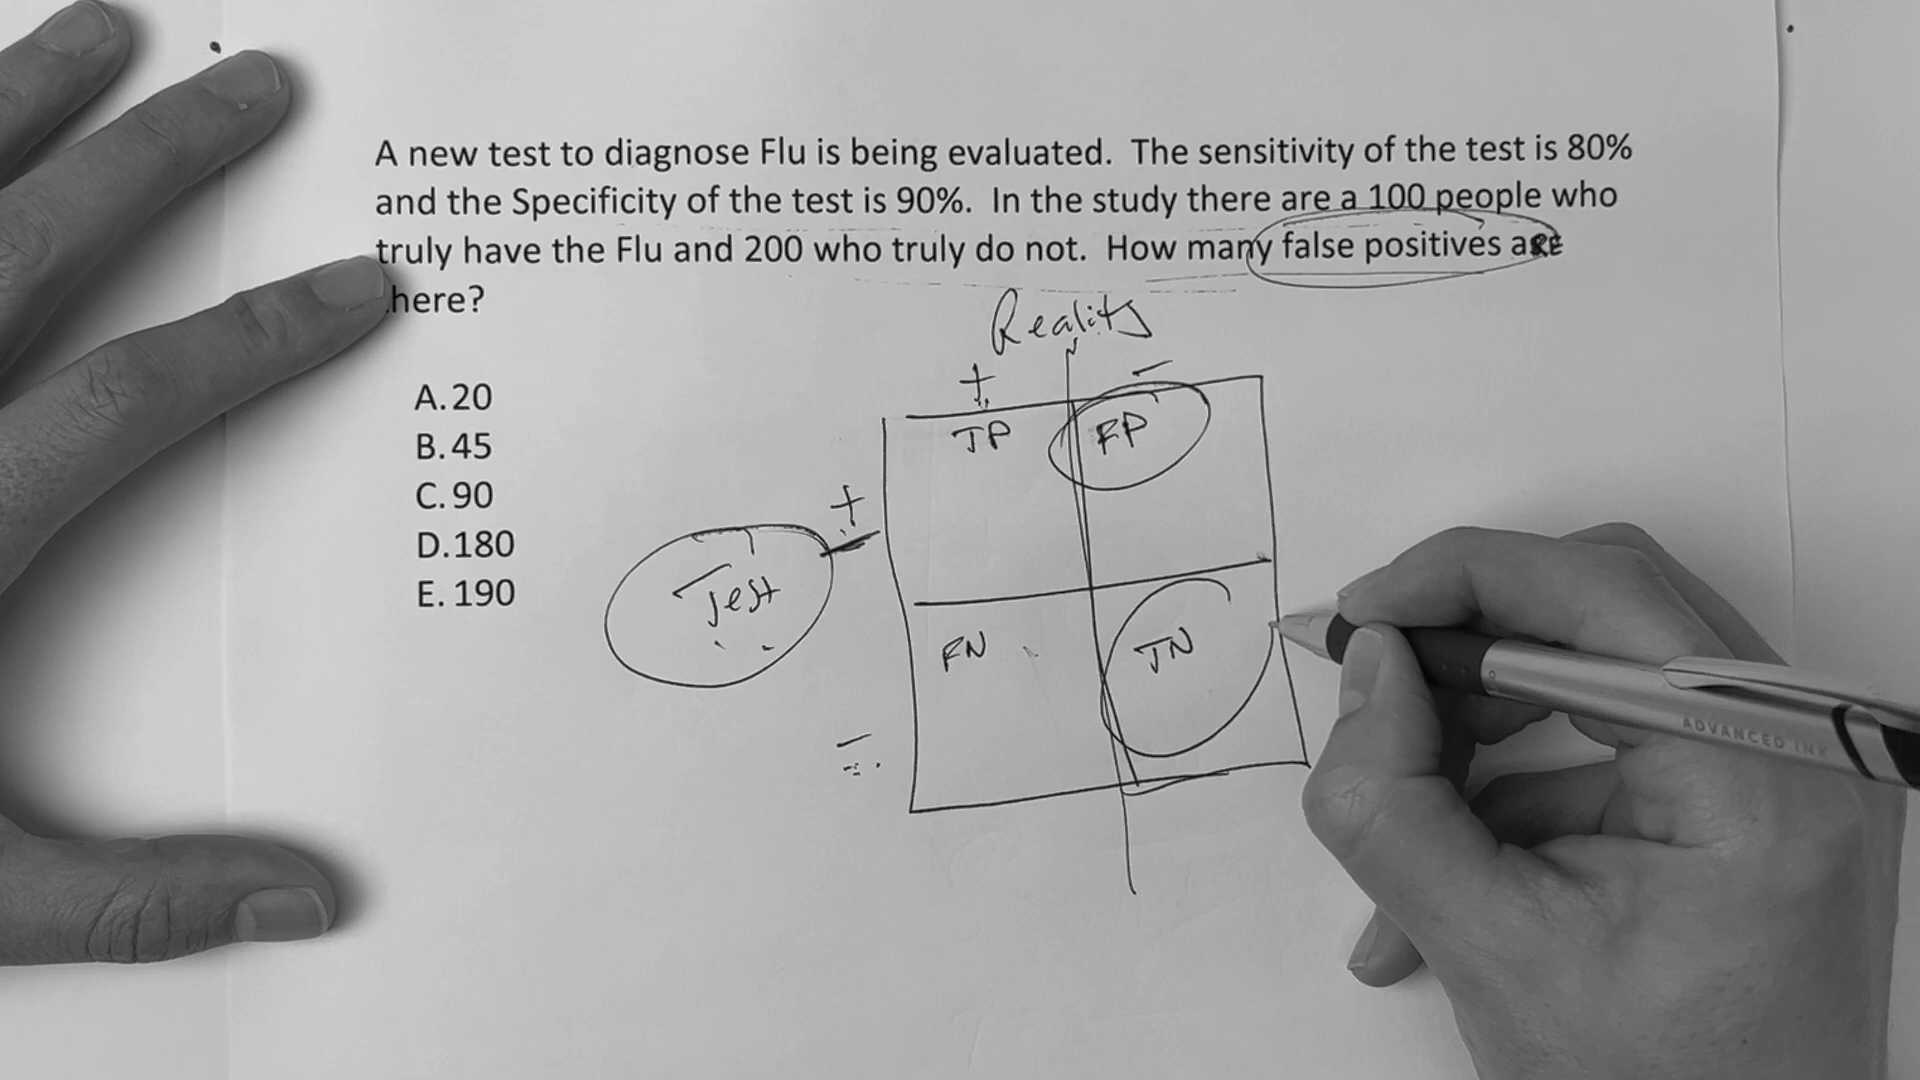 A new test to diagnose Flu is being evaluated. The sensitivity of the test is 80%
and the Specificity of the test is 90%. In the study there are a 100 people who
truly have the Flu and 200 who truly do not. How many false positives are
here?
Reality
+ −
A. 20
B. 45
C. 90
D. 180
E. 190
TP FP
+
Test
FN TN
−
ADVANCED INK